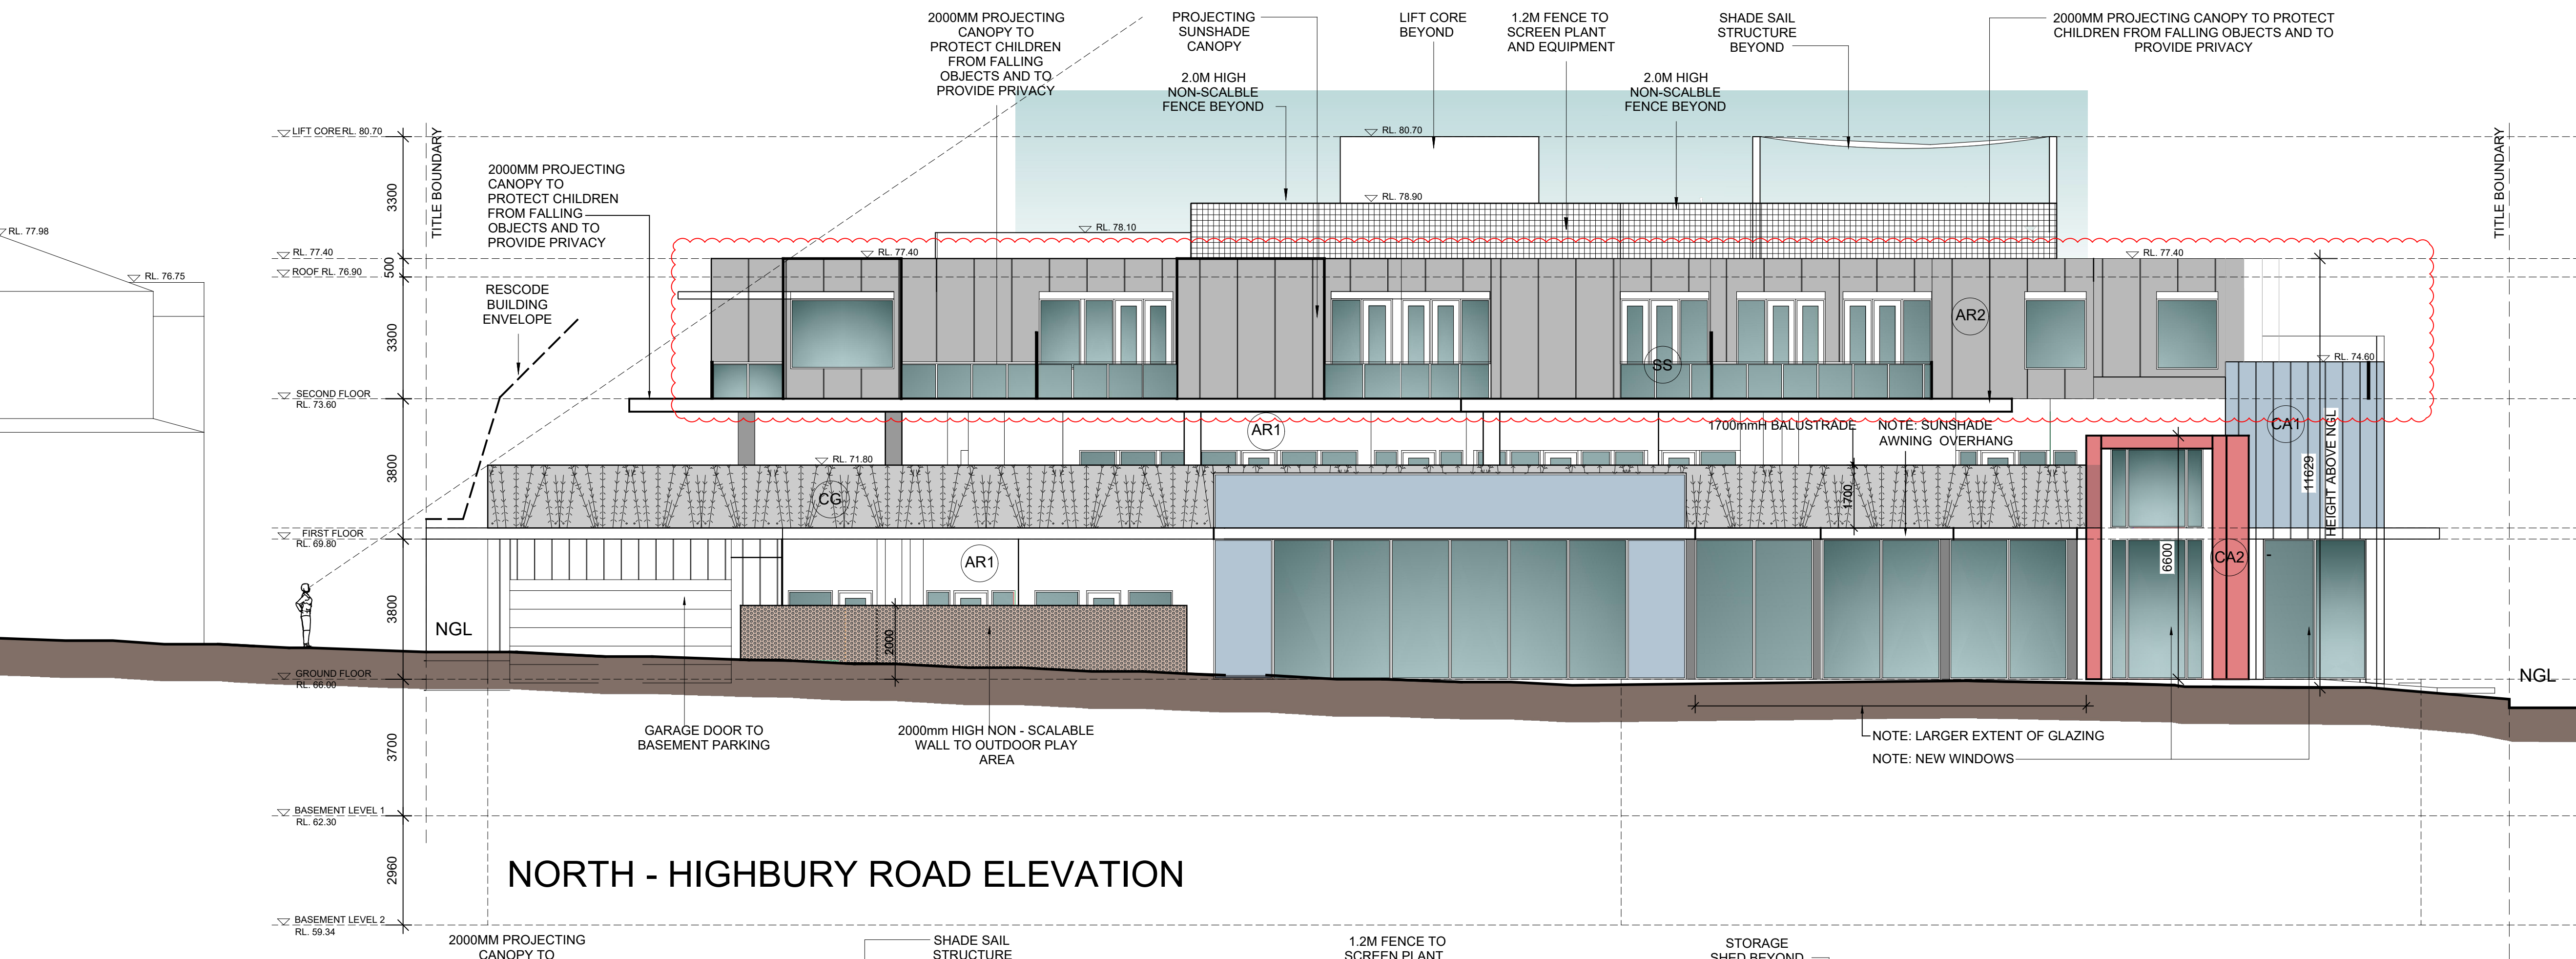 2000MM PROJECTING
CANOPY TO
PROTECT CHILDREN
FROM FALLING
OBJECTS AND TO
PROVIDE PRIVACY
PROJECTING
SUNSHADE
CANOPY
2.0M HIGH
NON-SCALBLE
FENCE BEYOND
LIFT CORE
BEYOND
1.2M FENCE TO
SCREEN PLANT
AND EQUIPMENT
2.0M HIGH
NON-SCALBLE
FENCE BEYOND
SHADE SAIL
STRUCTURE
BEYOND
2000MM PROJECTING CANOPY TO PROTECT
CHILDREN FROM FALLING OBJECTS AND TO
PROVIDE PRIVACY
LIFT CORE RL. 80.70
TITLE BOUNDARY
RL. 80.70
TITLE BOUNDARY
2000MM PROJECTING
CANOPY TO
PROTECT CHILDREN
FROM FALLING
OBJECTS AND TO
PROVIDE PRIVACY
3300
RL. 78.90
RL. 77.98
RL. 78.10
RL. 77.40
RL. 77.40
RL. 77.40
500
ROOF RL. 76.90
RL. 76.75
RESCODE
BUILDING
ENVELOPE
3300
AR2
SS
RL. 74.60
SECOND FLOOR
RL. 73.60
AR1
1700mmH BALUSTRADE
NOTE: SUNSHADE
AWNING OVERHANG
CA1
3800
RL. 71.80
CG
1700
11629
HEIGHT ABOVE NGL
FIRST FLOOR
RL. 69.80
AR1
6600
CA2
3800
NGL
2000
GROUND FLOOR
RL. 66.00
NGL
GARAGE DOOR TO
BASEMENT PARKING
2000mm HIGH NON - SCALABLE
WALL TO OUTDOOR PLAY
AREA
NOTE: LARGER EXTENT OF GLAZING
NOTE: NEW WINDOWS
3700
BASEMENT LEVEL 1
RL. 62.30
2960
NORTH - HIGHBURY ROAD ELEVATION
BASEMENT LEVEL 2
RL. 59.34
2000MM PROJECTING
CANOPY TO
SHADE SAIL
STRUCTURE
1.2M FENCE TO
SCREEN PLANT
STORAGE
SHED BEYOND